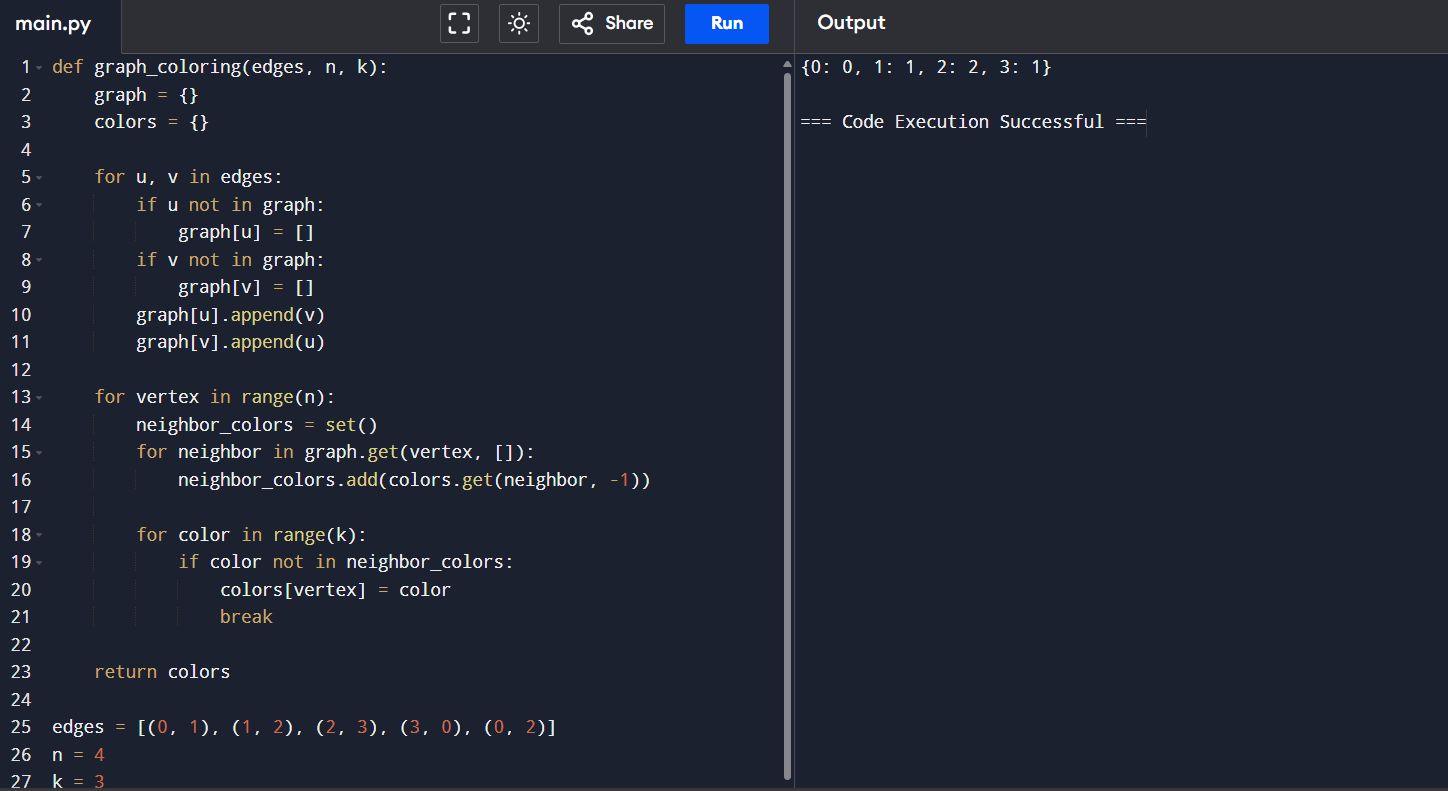 main.py
Share
Run
Output
1 def graph_coloring(edges, n, k):
2     graph = {}
3     colors = {}
4
5     for u, v in edges:
6         if u not in graph:
7             graph[u] = []
8         if v not in graph:
9             graph[v] = []
10         graph[u].append(v)
11         graph[v].append(u)
12
13     for vertex in range(n):
14         neighbor_colors = set()
15         for neighbor in graph.get(vertex, []):
16             neighbor_colors.add(colors.get(neighbor, -1))
17
18         for color in range(k):
19             if color not in neighbor_colors:
20                 colors[vertex] = color
21                 break
22
23     return colors
24
25 edges = [(0, 1), (1, 2), (2, 3), (3, 0), (0, 2)]
26 n = 4
27 k = 3
{0: 0, 1: 1, 2: 2, 3: 1}
=== Code Execution Successful ===